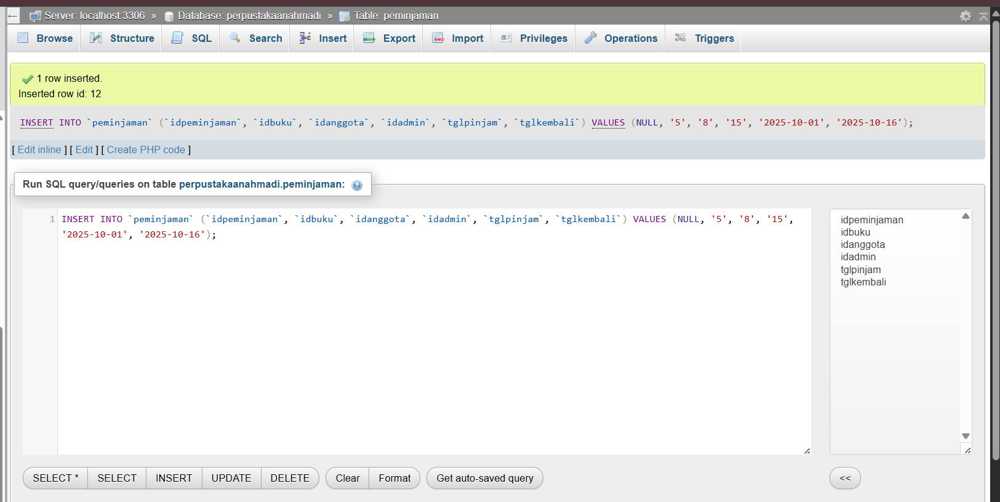 Server: localhost:3306 » Database: perpustakaanahmadi » Table: peminjaman
Browse Structure SQL Search Insert Export Import Privileges Operations Triggers
1 row inserted.
Inserted row id: 12
INSERT INTO `peminjaman` (`idpeminjaman`, `idbuku`, `idanggota`, `idadmin`, `tglpinjam`, `tglkembali`) VALUES (NULL, '5', '8', '15', '2025-10-01', '2025-10-16');
[ Edit inline ] [ Edit ] [ Create PHP code ]
Run SQL query/queries on table perpustakaanahmadi.peminjaman:
1 INSERT INTO `peminjaman` (`idpeminjaman`, `idbuku`, `idanggota`, `idadmin`, `tglpinjam`, `tglkembali`) VALUES (NULL, '5', '8', '15',
'2025-10-01', '2025-10-16');
idpeminjaman
idbuku
idanggota
idadmin
tglpinjam
tglkembali
SELECT * SELECT INSERT UPDATE DELETE Clear Format Get auto-saved query <<